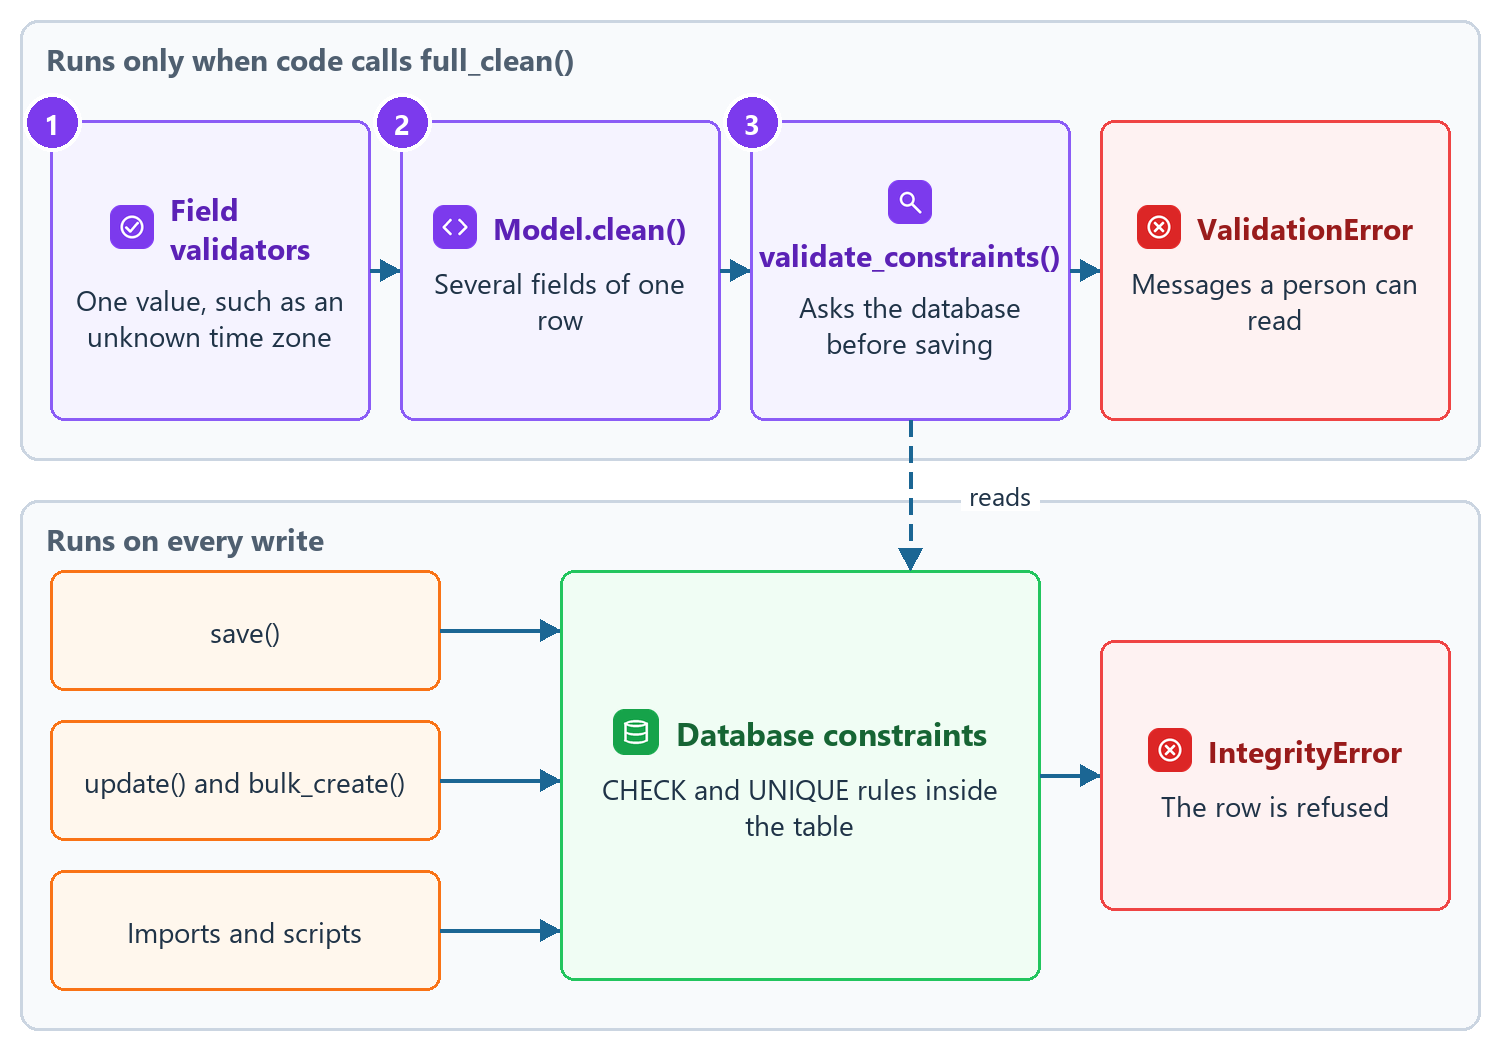 Runs only when code calls full_clean()
1
Field
validators
One value, such as an
unknown time zone
2
Model.clean()
Several fields of one
row
3
validate_constraints()
Asks the database
before saving
ValidationError
Messages a person can
read
reads
Runs on every write
save()
update() and bulk_create()
Imports and scripts
Database constraints
CHECK and UNIQUE rules inside
the table
IntegrityError
The row is refused